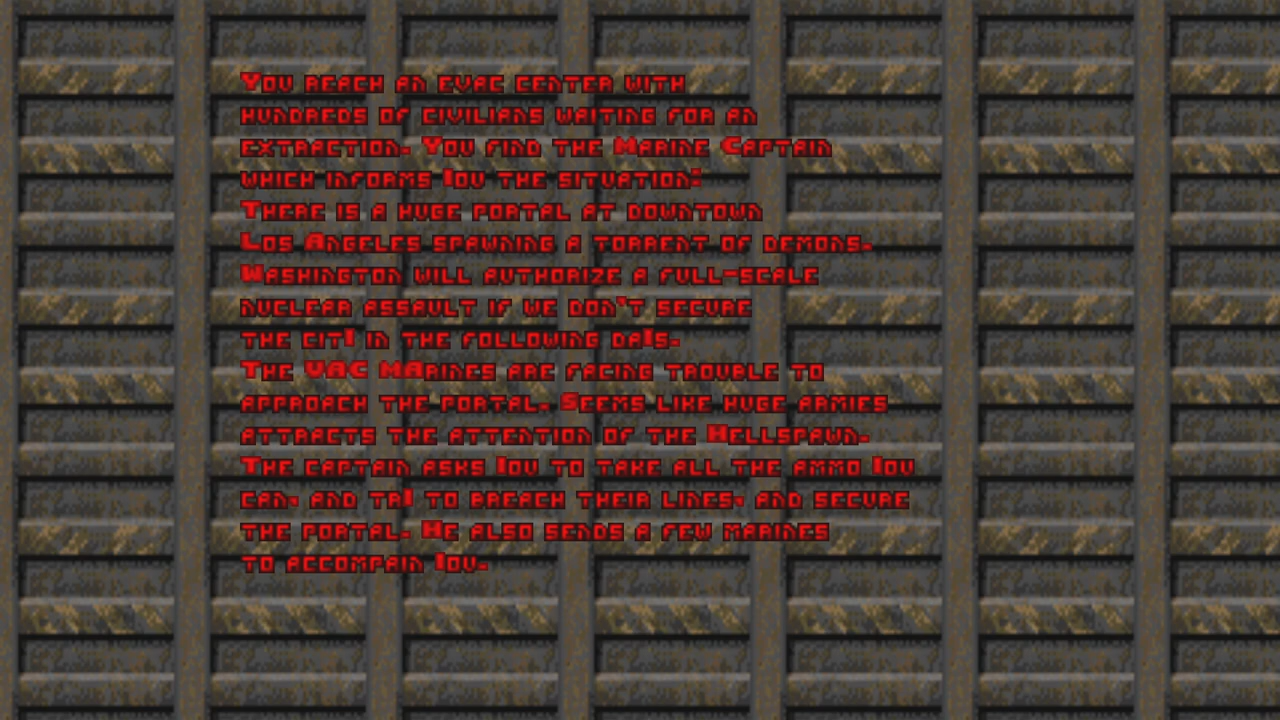 You reach an evac center with
hundreds of civilians waiting for an
extraction. You find the Marine Captain
which informs You the situation:
There is a huge portal at downtown
Los Angeles spawning a torrent of demons.
Washington will authorize a full-scale
nuclear assault if we don't secure
the citY in the following daYs.
The UAC MArines are facing trouble to
approach the portal. Seems like huge armies
attracts the attention of the Hellspawn.
The captain asks You to take all the ammo You
can, and trY to breach their lines, and secure
the portal. He also sends a few marines
to accompain You.